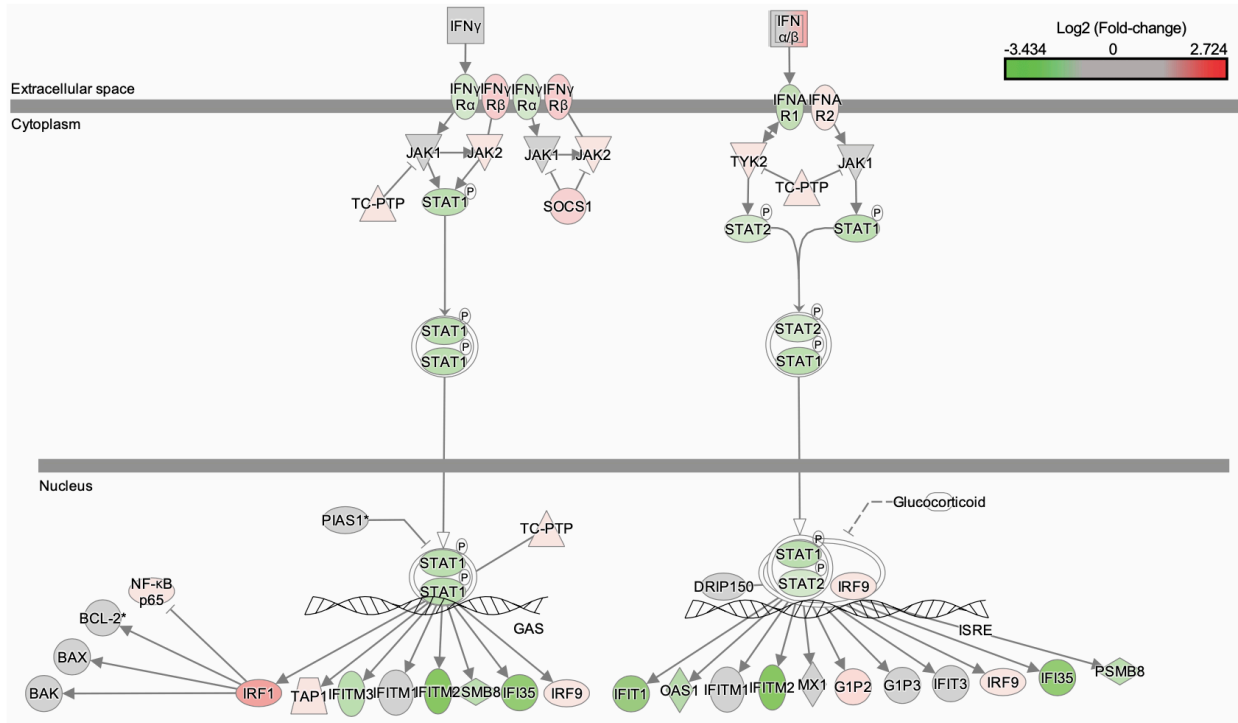 IFNγ
IFN
α/β
Log2 (Fold-change)
-3.434 0 2.724
Extracellular space
Cytoplasm
IFNγ
Rα
IFNγ
Rβ
IFNγ
Rα
IFNγ
Rβ
IFNA
R1
IFNA
R2
JAK1
JAK2
JAK1
JAK2
TYK2
JAK1
TC-PTP
STAT1
P
SOCS1
TC-PTP
STAT2
P
STAT1
P
STAT1
P
STAT1
P
STAT2
P
STAT1
P
Nucleus
PIAS1*
TC-PTP
Glucocorticoid
STAT1
P
STAT1
P
STAT1
P
STAT2
P
DRIP150
IRF9
NF-κB
p65
BCL-2*
BAX
BAK
GAS
ISRE
IRF1
TAP1
IFITM3
IFITM1
IFITM2
SMB8
IFI35
IRF9
IFIT1
OAS1
IFITM1
IFITM2
MX1
G1P2
G1P3
IFIT3
IRF9
IFI35
PSMB8